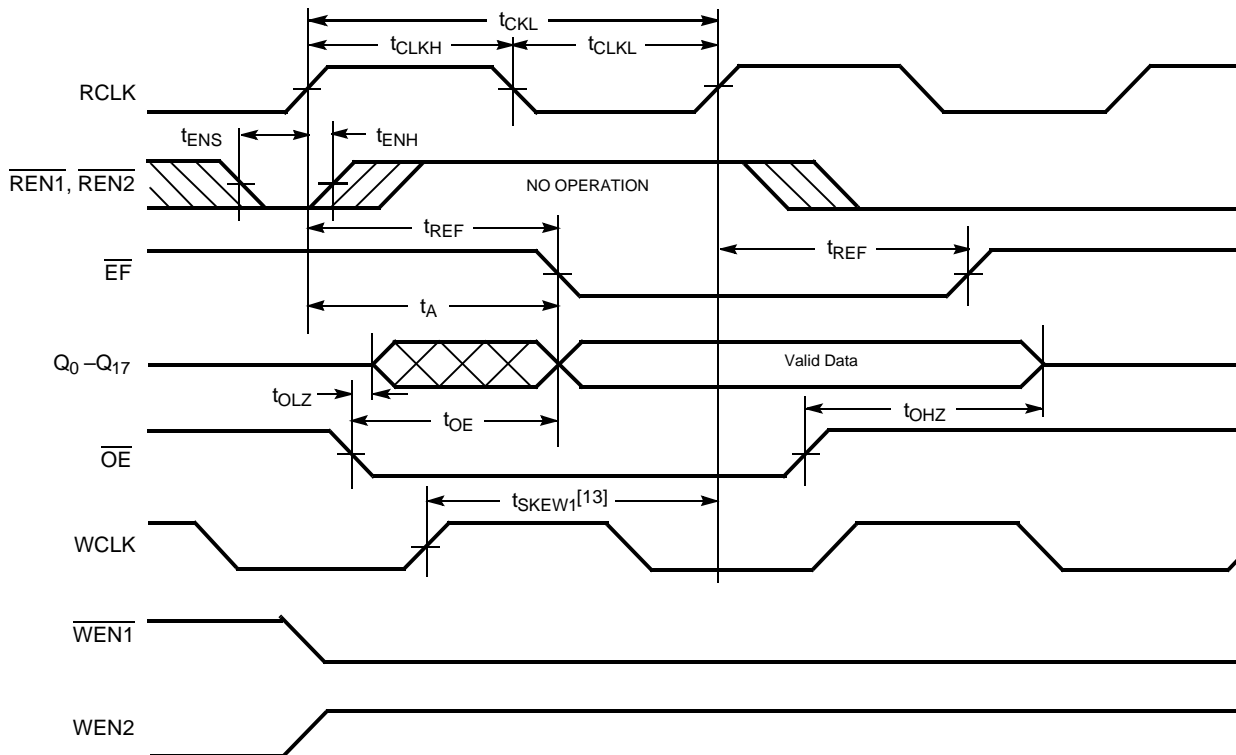 tCKL
tCLKH
tCLKL
RCLK
tENS
tENH
REN1, REN2
NO OPERATION
tREF
tREF
EF
tA
Q0 –Q17
Valid Data
tOLZ
tOE
tOHZ
OE
tSKEW1[13]
WCLK
WEN1
WEN2